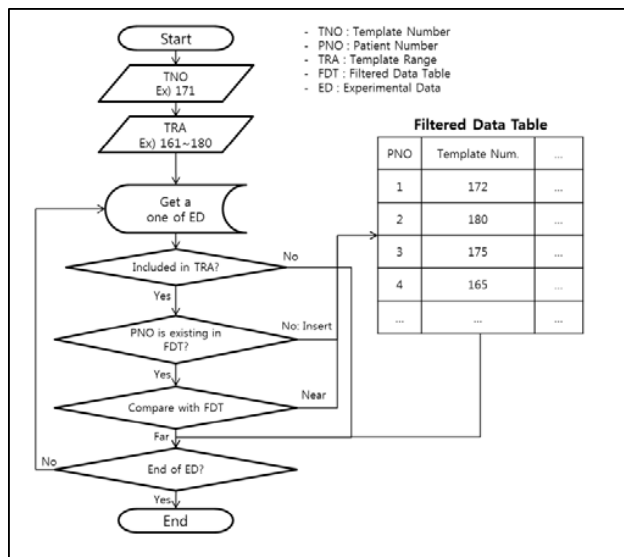 Start
- TNO : Template Number
- PNO : Patient Number
- TRA : Template Range
- FDT : Filtered Data Table
- ED : Experimental Data
TNO
Ex) 171
TRA
Ex) 161~180
Filtered Data Table
PNO Template Num. ...
1 172 ...
2 180 ...
3 175 ...
4 165 ...
... ... ...
Get a
one of ED
Included in TRA?
No
Yes
PNO is existing in
FDT?
No: Insert
Yes
Compare with FDT
Near
Far
No
End of ED?
Yes
End